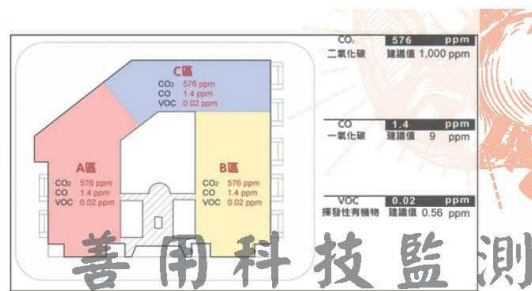 C區
CO₂ 576 ppm
CO 1.4 ppm
VOC 0.02 ppm
A區
CO₂ 576 ppm
CO 1.4 ppm
VOC 0.02 ppm
B區
CO₂ 576 ppm
CO 1.4 ppm
VOC 0.02 ppm
CO₂ 576 ppm
二氧化碳 建議值 1,000 ppm
CO 1.4 ppm
一氧化碳 建議值 9 ppm
VOC 0.02 ppm
揮發性有機物 建議值 0.56 ppm
善用科技監測